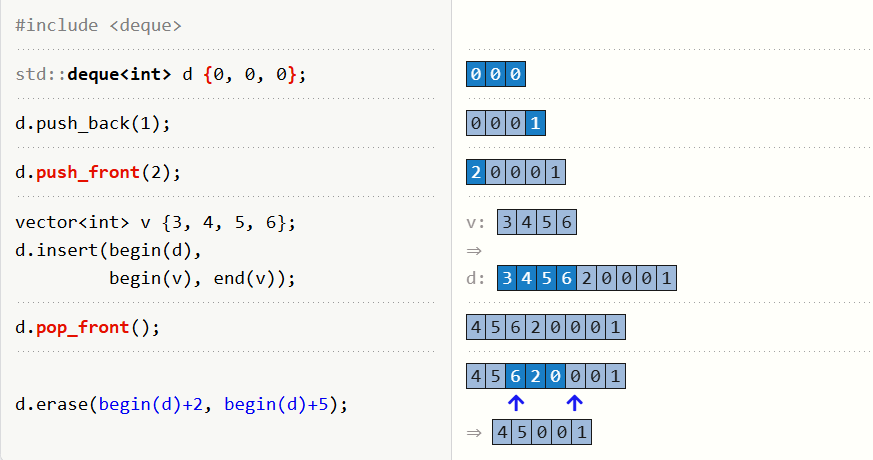 #include <deque>
std::deque<int> d {0, 0, 0};
0 0 0
d.push_back(1);
0 0 0 1
d.push_front(2);
2 0 0 0 1
vector<int> v {3, 4, 5, 6};
v: 3 4 5 6
d.insert(begin(d),
⇒
begin(v), end(v));
d: 3 4 5 6 2 0 0 0 1
d.pop_front();
4 5 6 2 0 0 0 1
4 5 6 2 0 0 0 1
d.erase(begin(d)+2, begin(d)+5);
⇒ 4 5 0 0 1